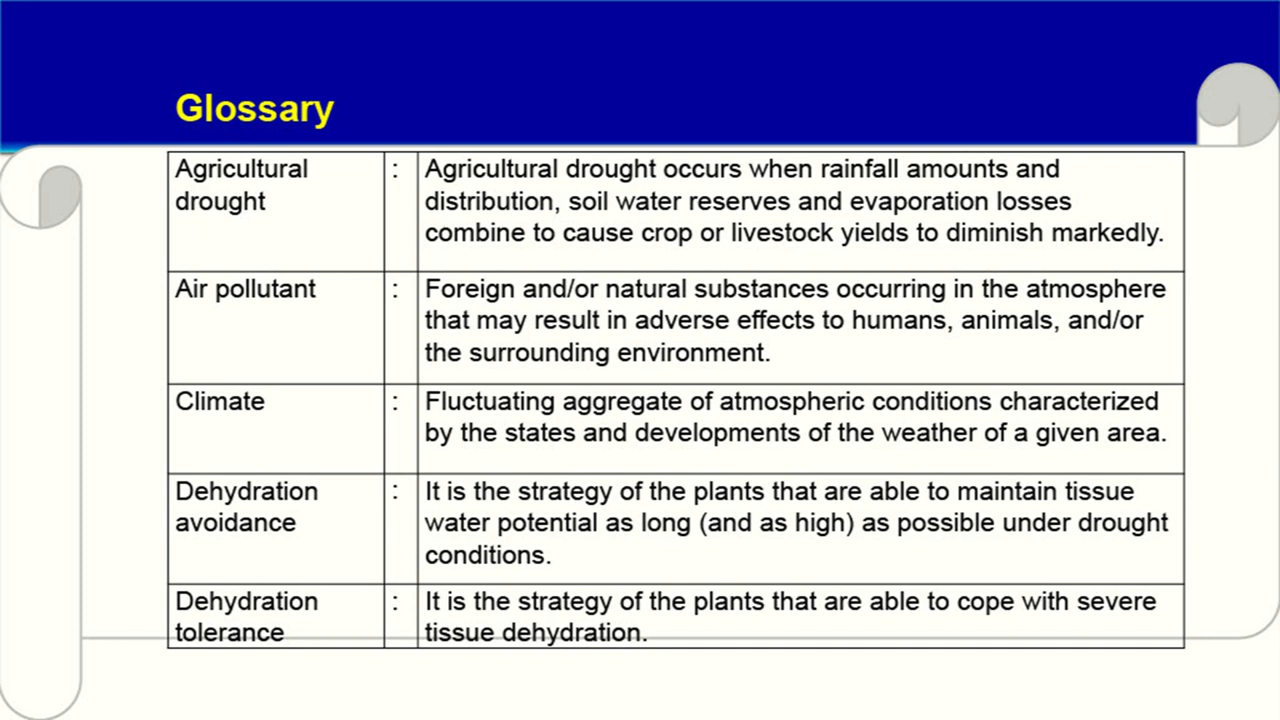 Glossary
Agricultural drought : Agricultural drought occurs when rainfall amounts and
distribution, soil water reserves and evaporation losses
combine to cause crop or livestock yields to diminish markedly.
Air pollutant : Foreign and/or natural substances occurring in the atmosphere
that may result in adverse effects to humans, animals, and/or
the surrounding environment.
Climate : Fluctuating aggregate of atmospheric conditions characterized
by the states and developments of the weather of a given area.
Dehydration avoidance : It is the strategy of the plants that are able to maintain tissue
water potential as long (and as high) as possible under drought
conditions.
Dehydration tolerance : It is the strategy of the plants that are able to cope with severe
tissue dehydration.